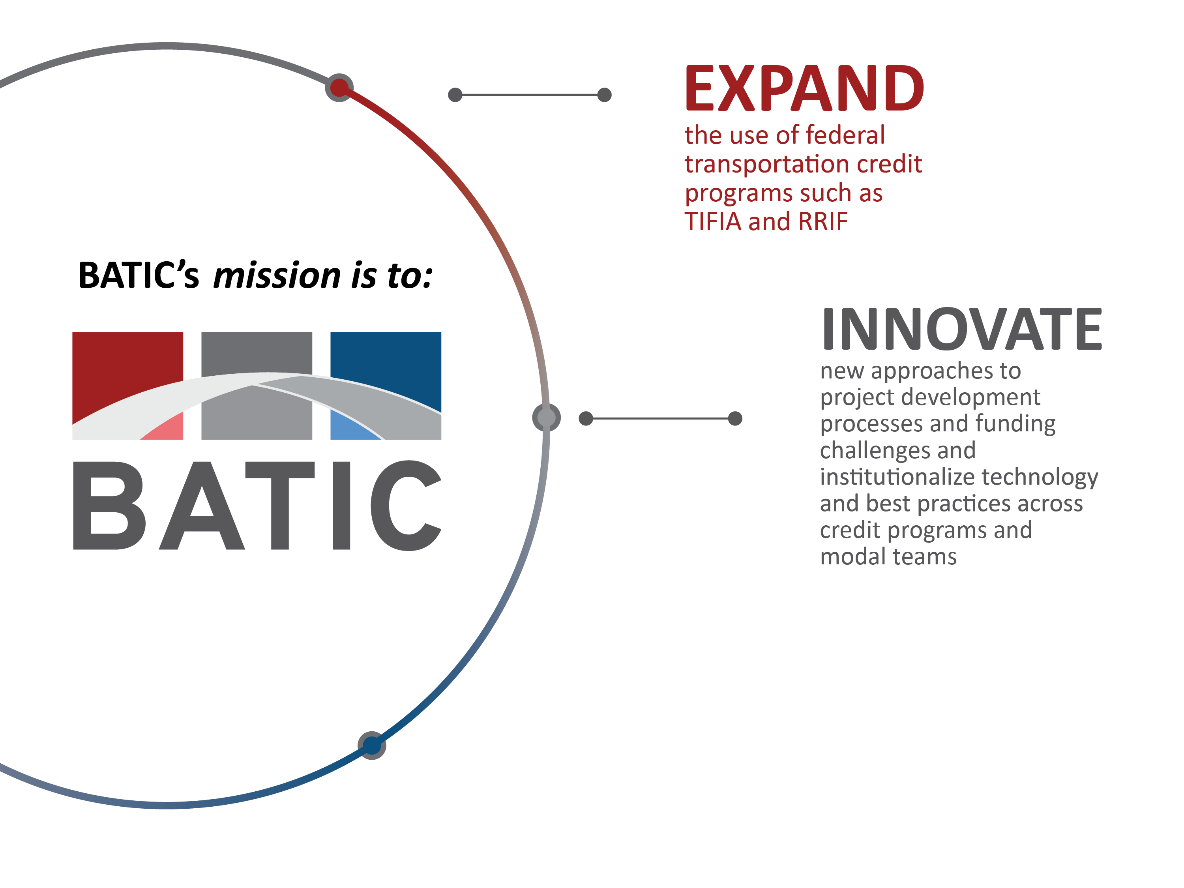 EXPAND
the use of federal
transportation credit
programs such as
TIFIA and RRIF
BATIC's mission is to:
BATIC
INNOVATE
new approaches to
project development
processes and funding
challenges and
institutionalize technology
and best practices across
credit programs and
modal teams